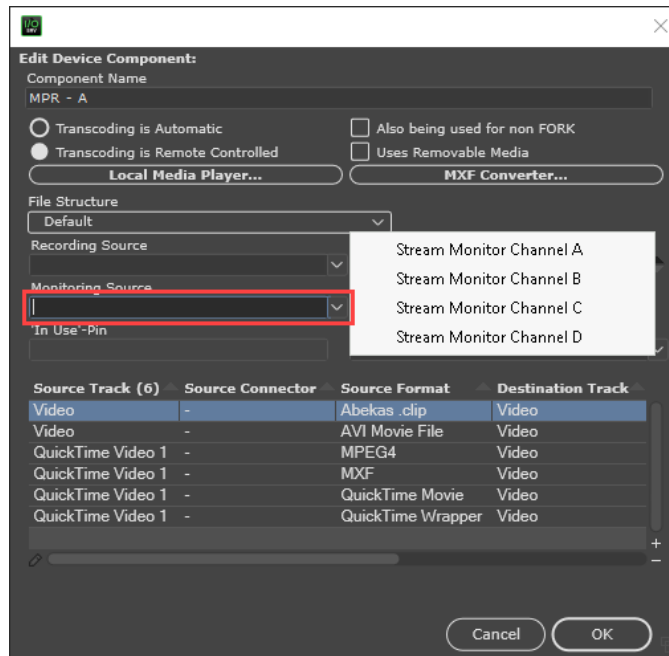 I/O
SRV
Edit Device Component:
Component Name
MPR - A
Transcoding is Automatic
Also being used for non FORK
Transcoding is Remote Controlled
Uses Removable Media
Local Media Player...
MXF Converter...
File Structure
Default
Recording Source
Stream Monitor Channel A
Stream Monitor Channel B
Monitoring Source
Stream Monitor Channel C
'In Use'-Pin
Stream Monitor Channel D
Source Track (6) Source Connector Source Format Destination Track
Video - Abekas .clip Video
Video - AVI Movie File Video
QuickTime Video 1 - MPEG4 Video
QuickTime Video 1 - MXF Video
QuickTime Video 1 - QuickTime Movie Video
QuickTime Video 1 - QuickTime Wrapper Video
+
−
Cancel
OK